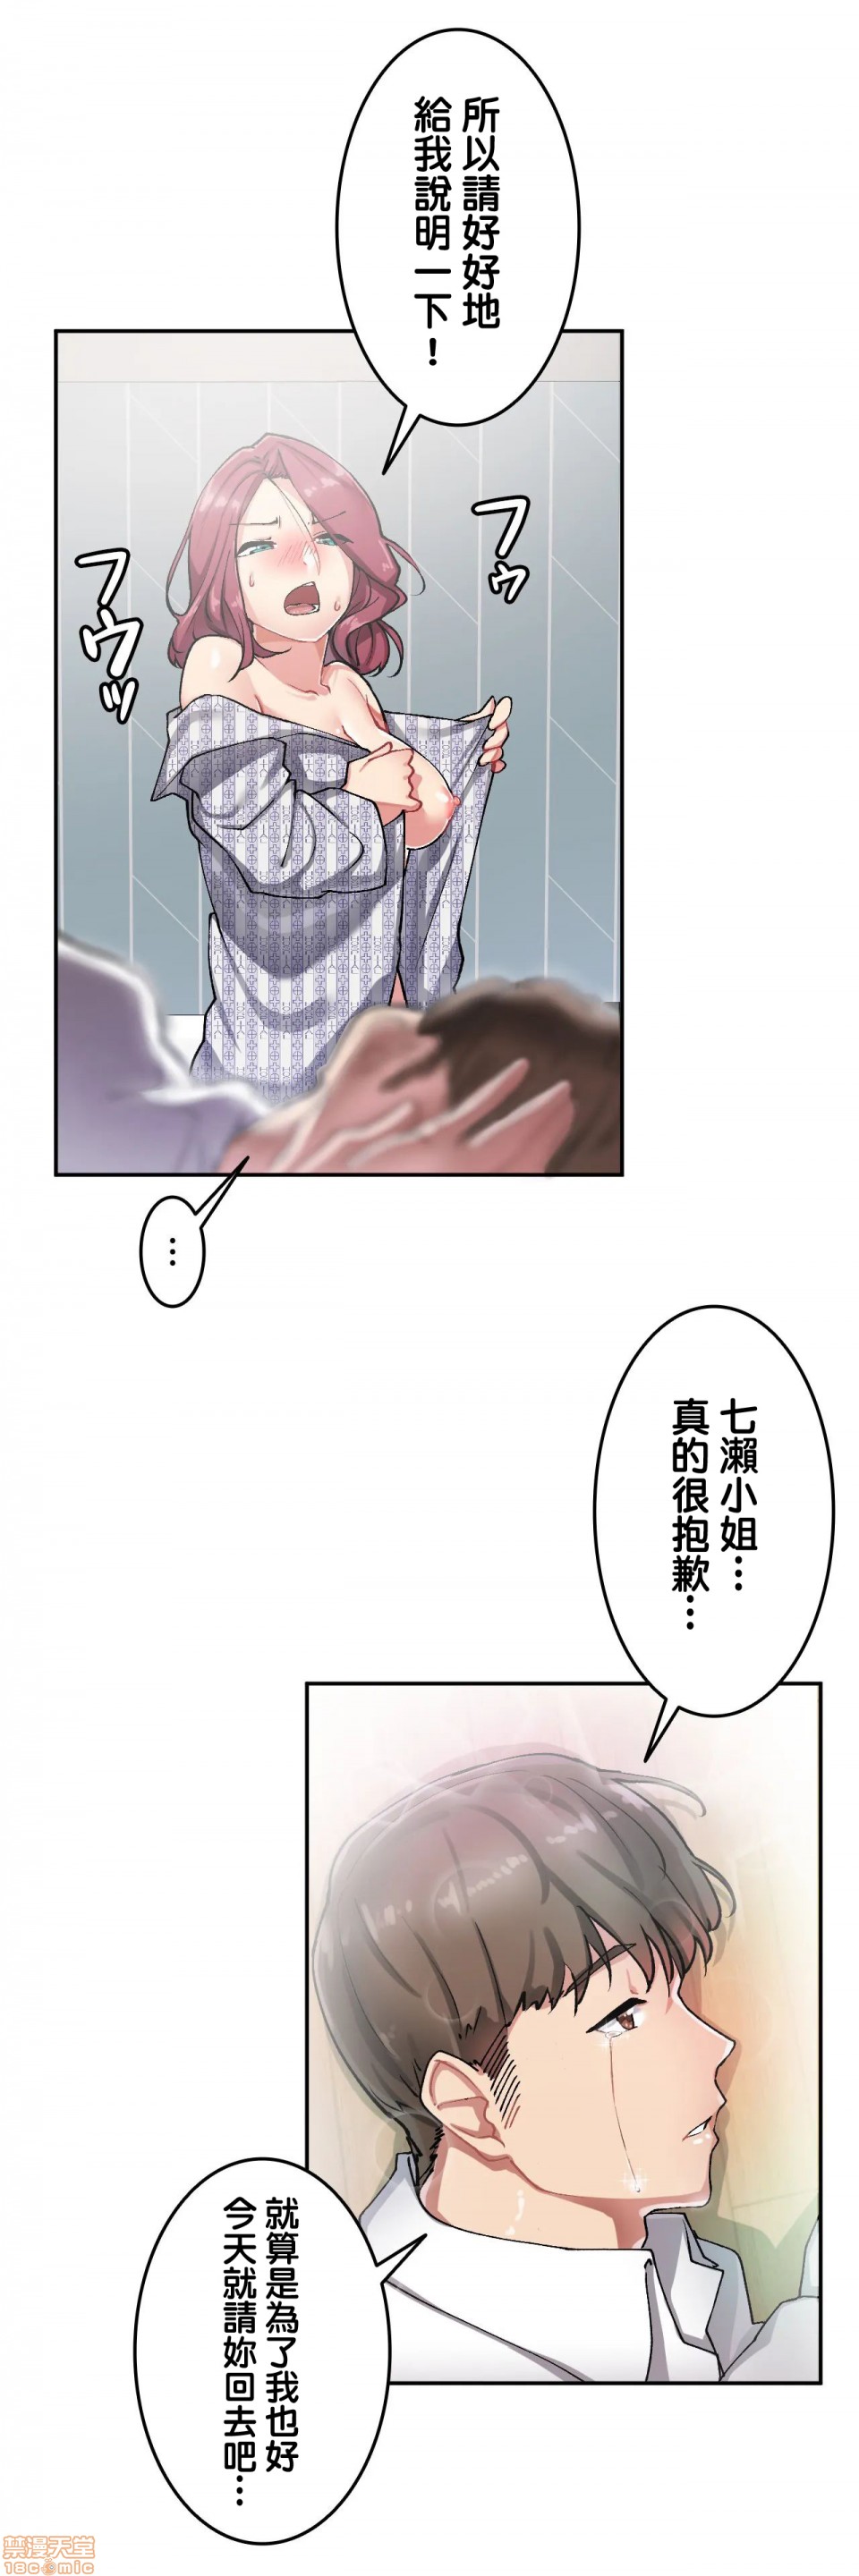 所以請好好地
給我說明一下！
フゥ
フウッ
…
七瀨小姐…
真的很抱歉…
就算是為了我也好
今天就請妳回去吧…
禁漫天堂
18comic